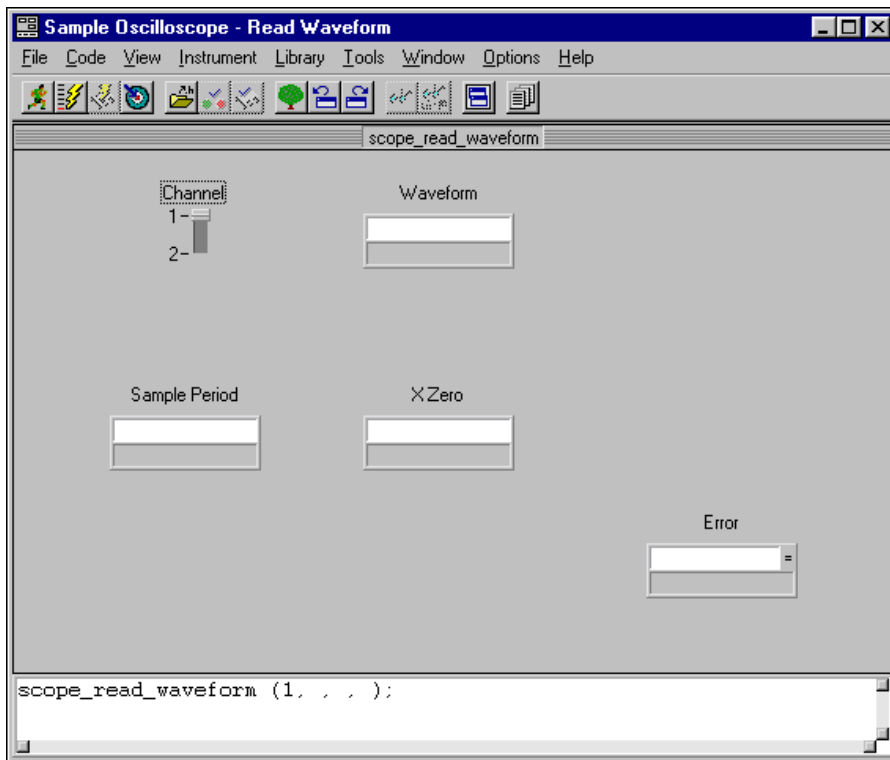 Sample Oscilloscope - Read Waveform
File Code View Instrument Library Tools Window Options Help
scope_read_waveform
Channel
1-
2-
Waveform
Sample Period
X Zero
Error
=
scope_read_waveform (1, , , );